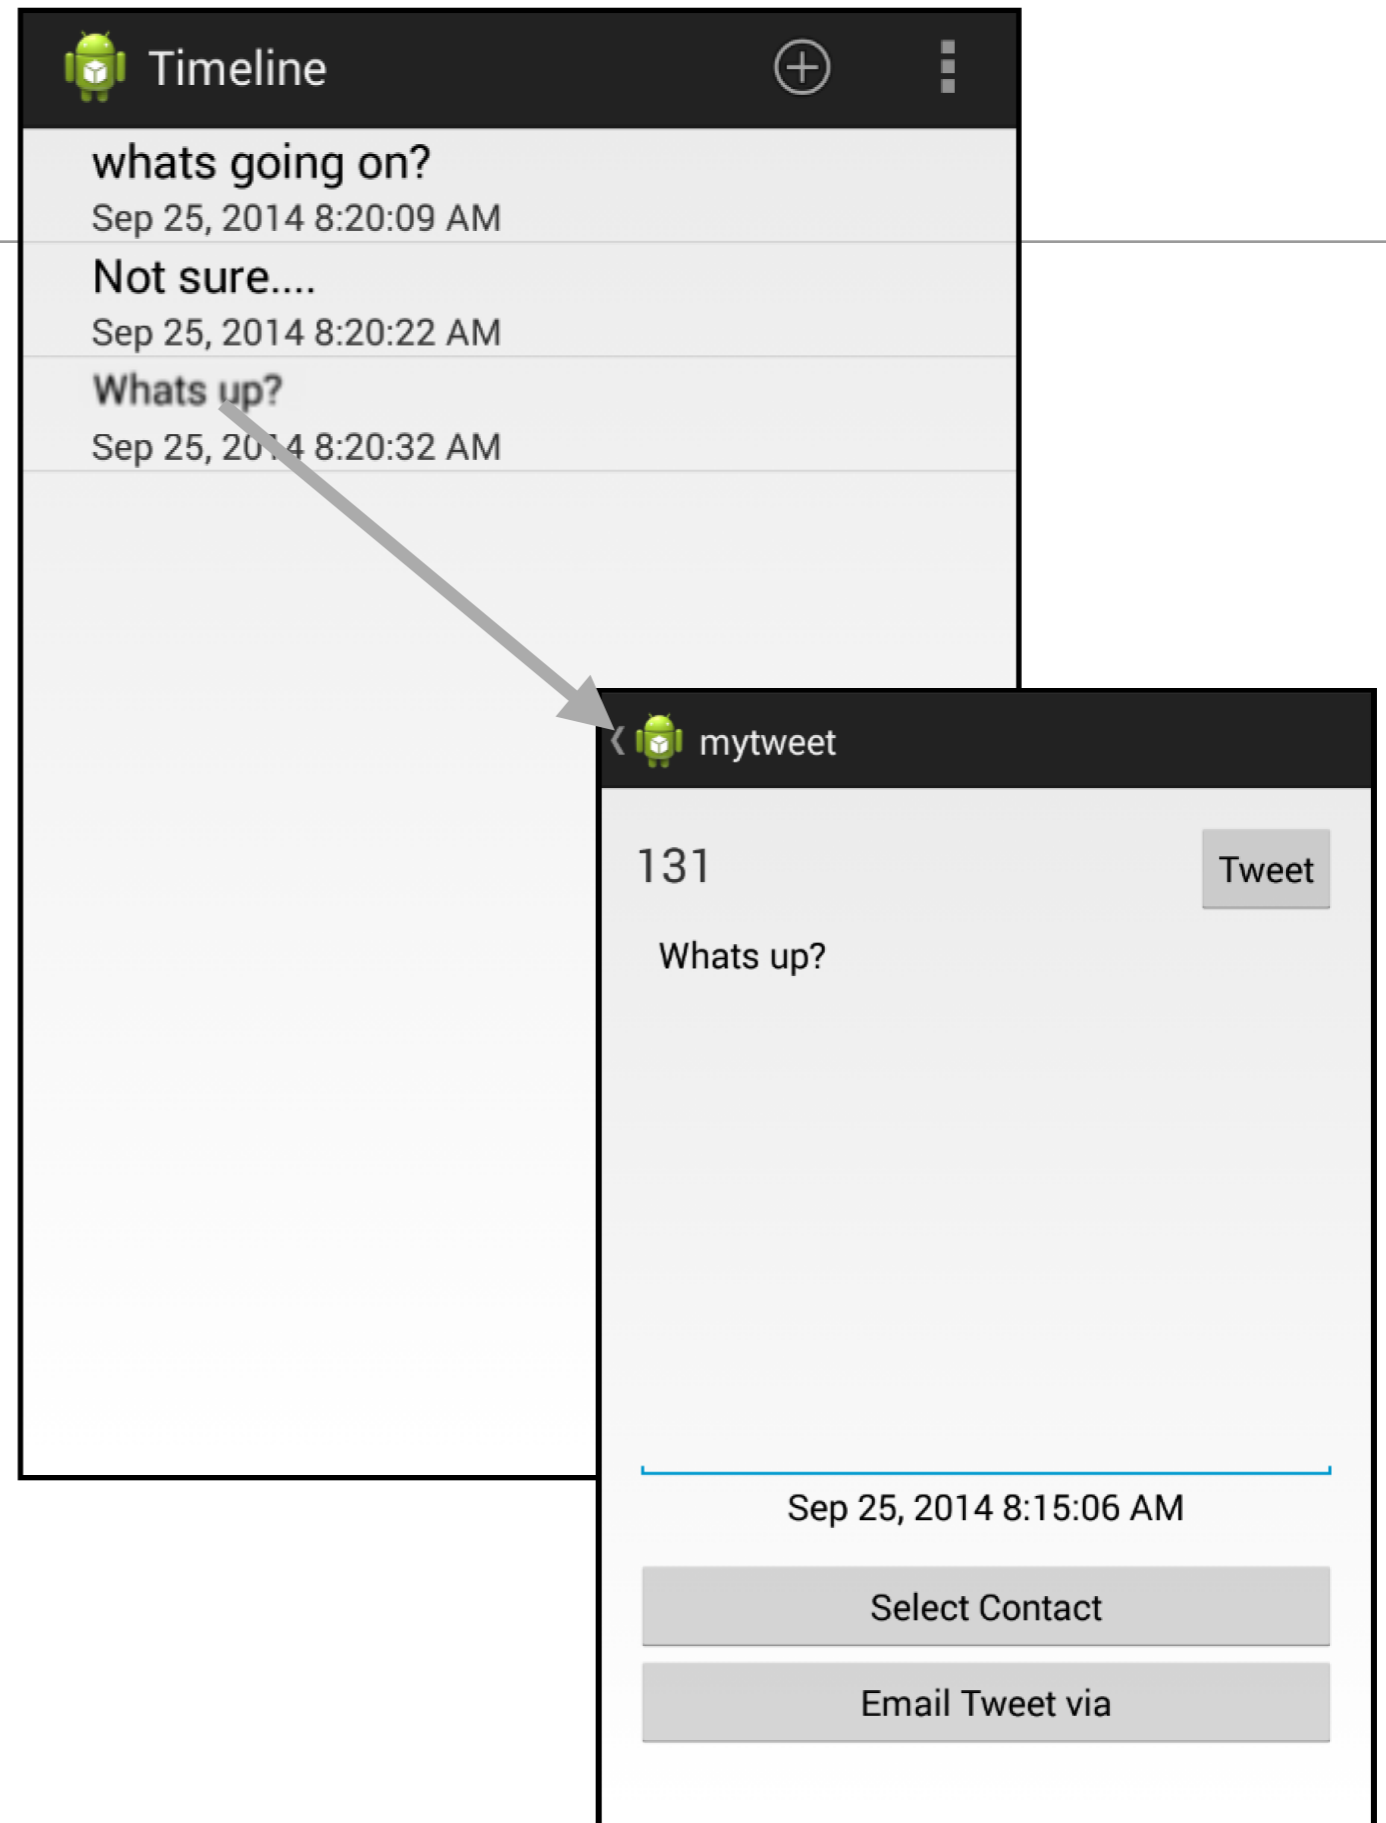 Timeline
whats going on?
Sep 25, 2014 8:20:09 AM
Not sure....
Sep 25, 2014 8:20:22 AM
Whats up?
Sep 25, 2014 8:20:32 AM
mytweet
131
Tweet
Whats up?
Sep 25, 2014 8:15:06 AM
Select Contact
Email Tweet via